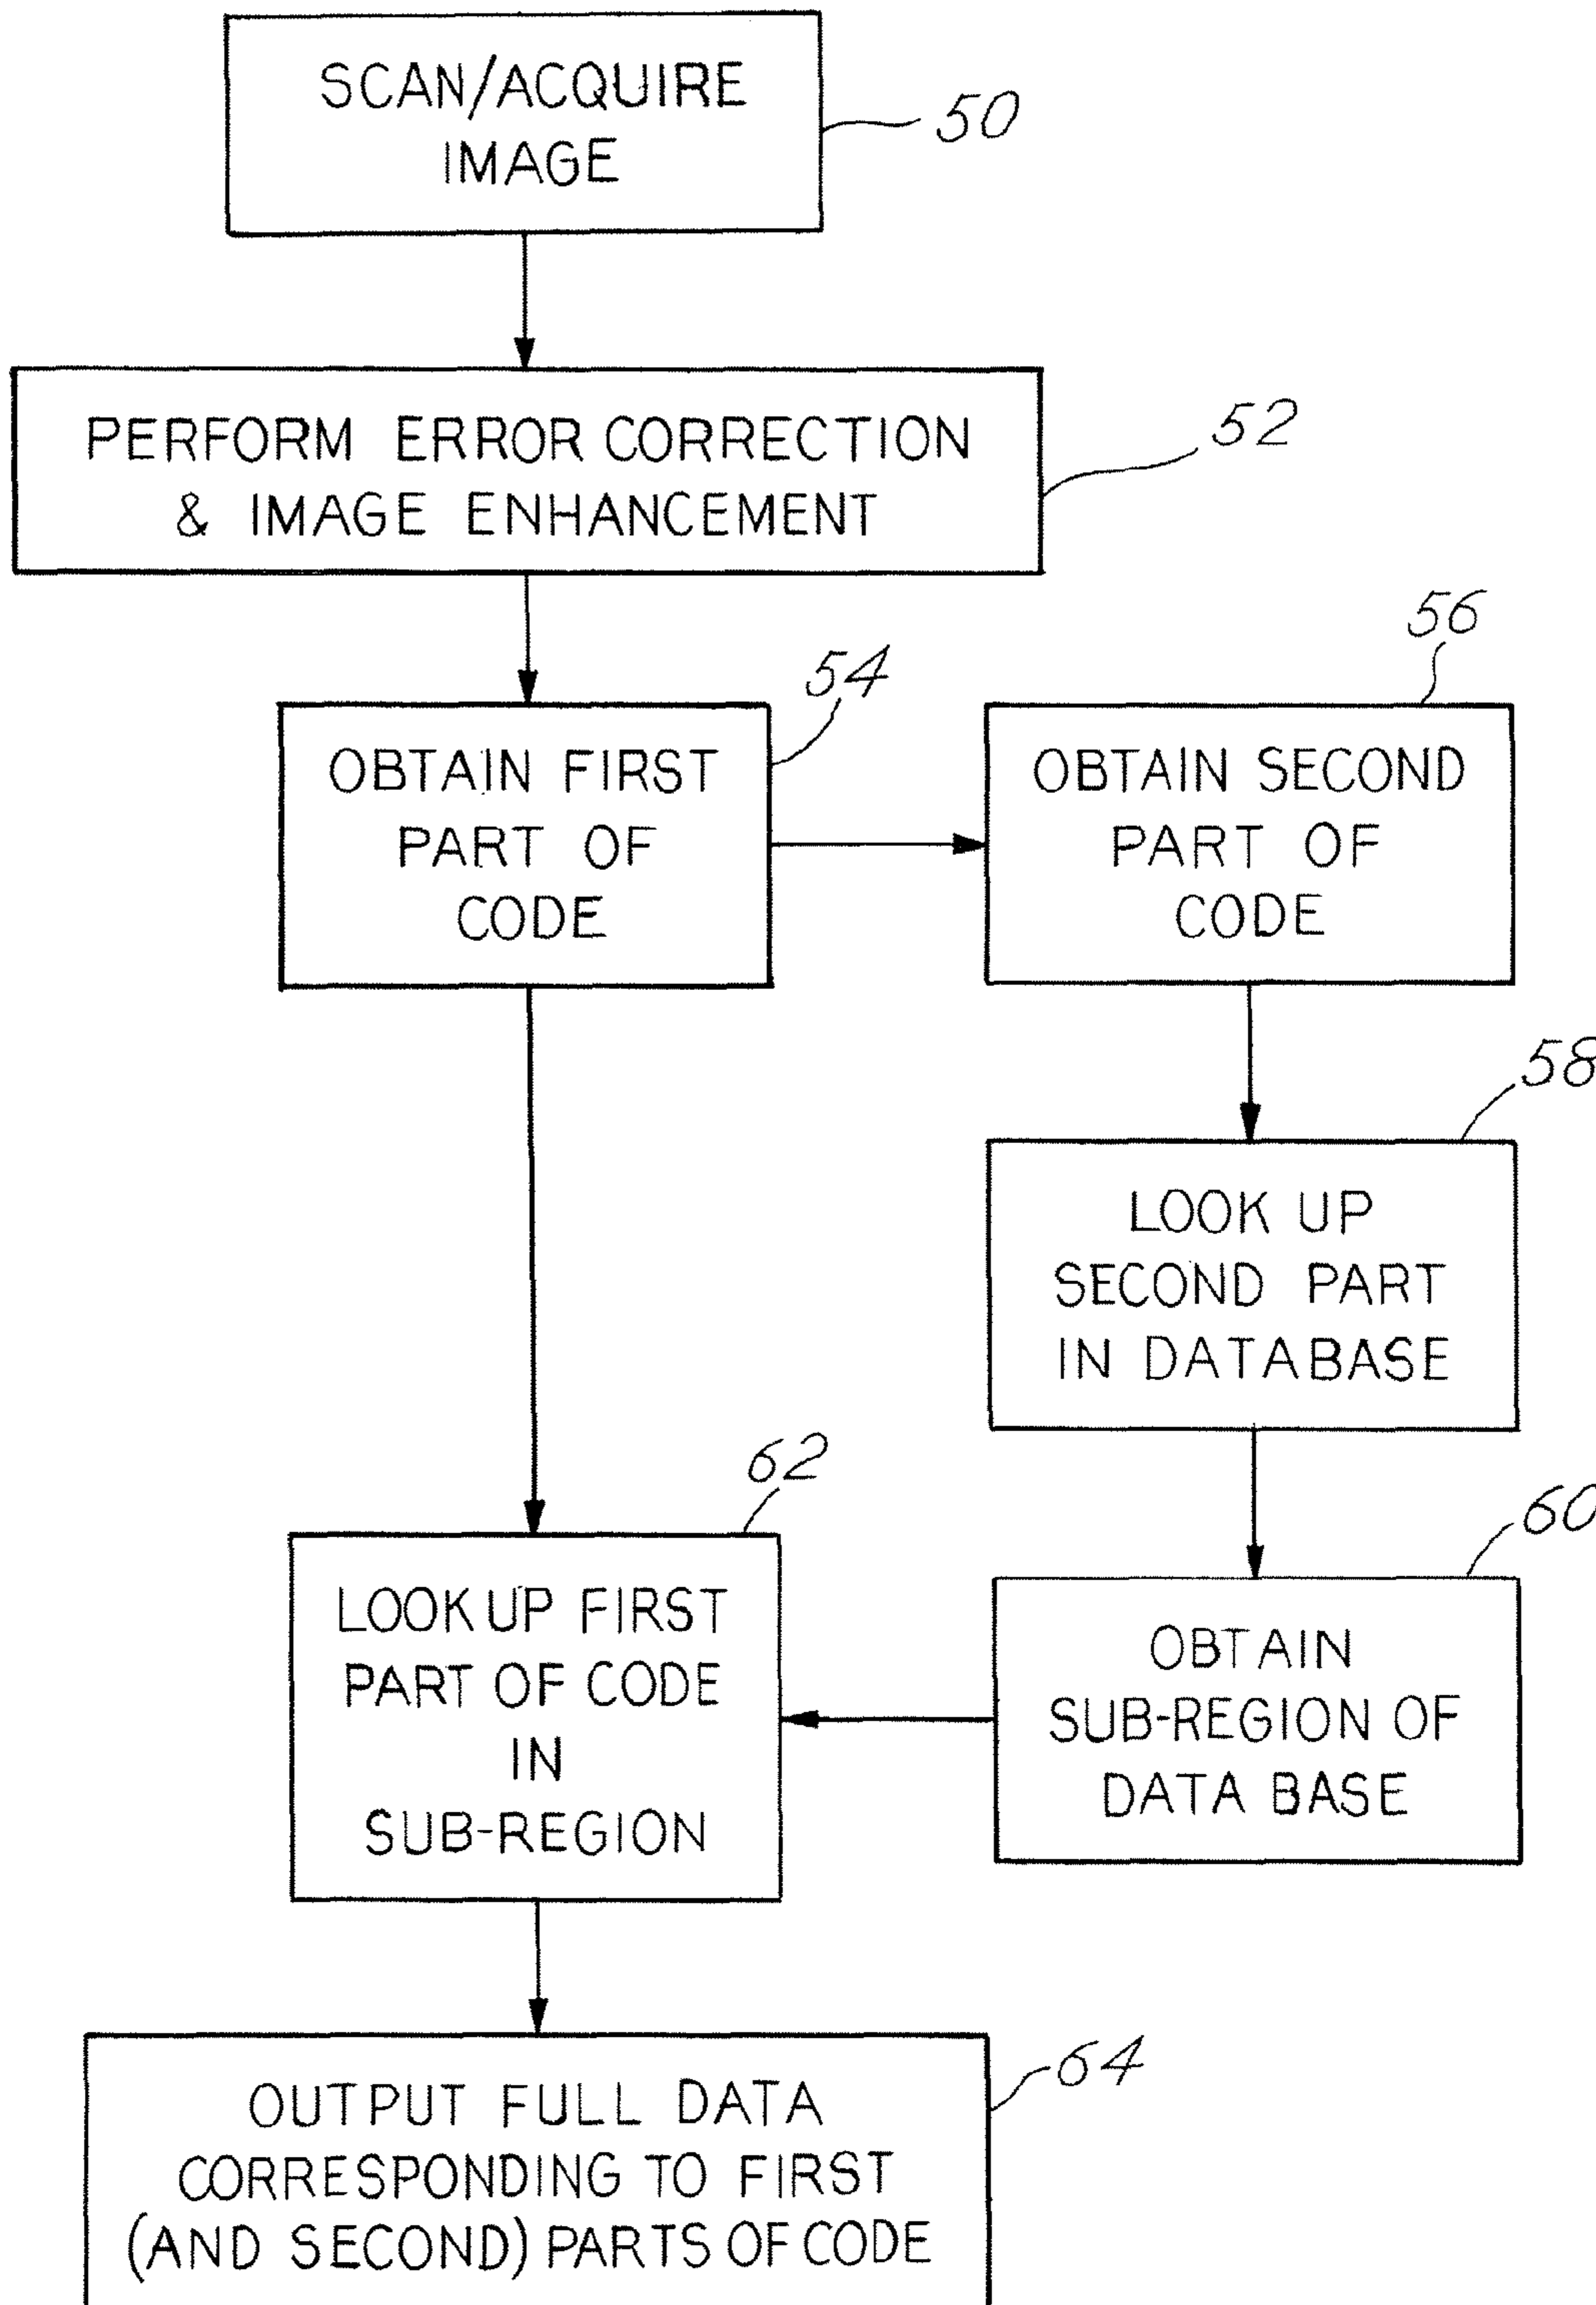 SCAN/ACQUIRE
IMAGE
50
PERFORM ERROR CORRECTION
& IMAGE ENHANCEMENT
52
54
OBTAIN FIRST
PART OF
CODE
56
OBTAIN SECOND
PART OF
CODE
58
LOOK UP
SECOND PART
IN DATABASE
60
OBTAIN
SUB-REGION OF
DATA BASE
62
LOOK UP FIRST
PART OF CODE
IN
SUB-REGION
64
OUTPUT FULL DATA
CORRESPONDING TO FIRST
(AND SECOND) PARTS OF CODE